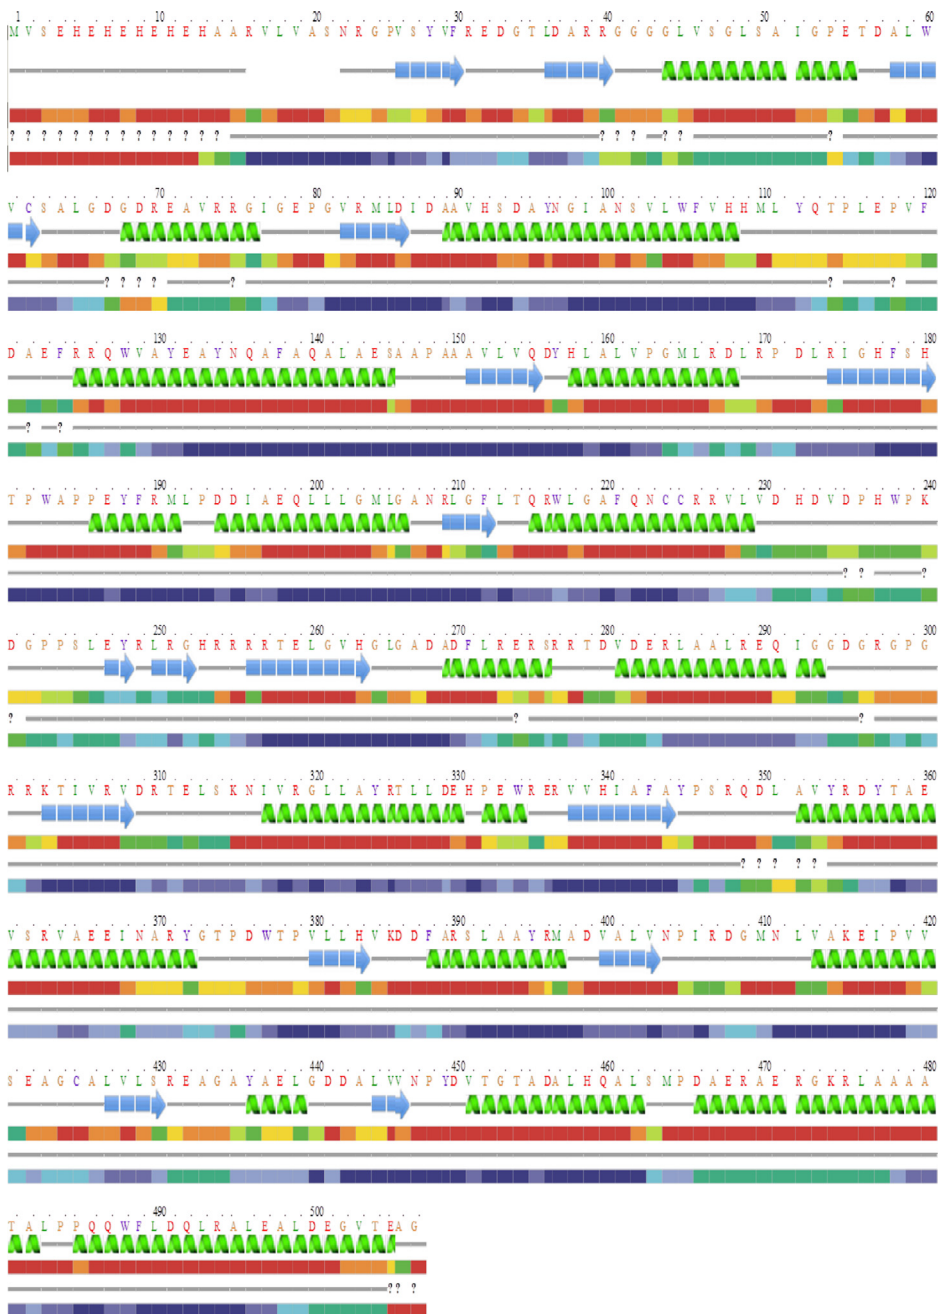 1 10 20 30 40 50 60
M V S E H E H E H E H E H A A R V L V A S N R G P V S Y V F R E D G T L D A R R G G G G L V S G L S A I G P E T D A L W
? ? ? ? ? ? ? ? ? ? ? ? ? ? ? ? ? ? ? ?
70 80 90 100 110 120
V C S A L G D G D R E A V R R G I G E P G V R M L D I D A A V H S D A Y N G I A N S V L W F V H H M L Y Q T P L E P V F
? ? ? ? ? ? ?
130 140 150 160 170 180
D A E F R R Q W V A Y E A Y N Q A F A Q A L A E S A A P A A A V L V Q D Y H L A L V P G M L R D L R P D L R I G H F S H
? ?
190 200 210 220 230 240
T P W A P P E Y F R M L P D D I A E Q L L L G M L G A N R L G F L T Q R W L G A F Q N C C R R V L V D H D V D P H W P K
? ? ?
250 260 270 280 290 300
D G P P S L E Y R L R G H R R R R T E L G V H G L G A D A D F L R E R S R R T D V D E R L A A L R E Q I G G D G R G P G
? ? ?
310 320 330 340 350 360
R R K T I V R V D R T E L S K N I V R G L L A Y R T L L D E H P E W R E R V V H I A F A Y P S R Q D L A V Y R D Y T A E
? ? ? ? ?
370 380 390 400 410 420
V S R V A E E I N A R Y G T P D W T P V L L H V K D D F A R S L A A Y R M A D V A L V N P I R D G M N L V A K E I P V V
430 440 450 460 470 480
S E A G C A L V L S R E A G A Y A E L G D D A L V V N P Y D V T G T A D A L H Q A L S M P D A E R A E R G K R L A A A A
490 500
T A L P P Q Q W F L D Q L R A L E A L D E G V T E A G
? ? ?